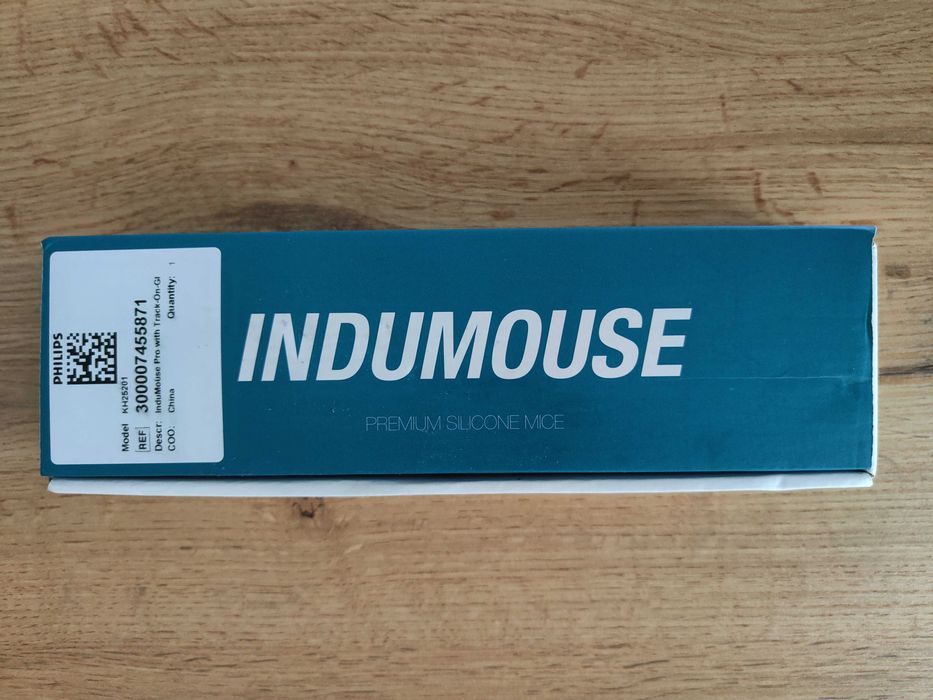 PHILIPS
Model KH25201
REF 300007455871
Descr: InduMouse Pro with Track-On-Gl
COO: China Quantity: 1
INDUMOUSE
PREMIUM SILICONE MICE